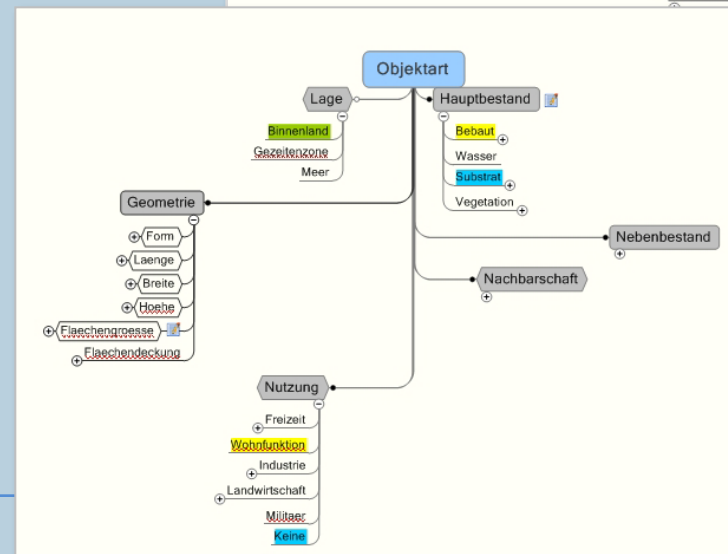 Objektart
Lage
Binnenland
Gezeitenzone
Meer
Hauptbestand
Bebaut
Wasser
Substrat
Vegetation
Geometrie
Form
Laenge
Breite
Hoehe
Flaechengroesse
Flaechendeckung
Nebenbestand
Nachbarschaft
Nutzung
Freizeit
Wohnfunktion
Industrie
Landwirtschaft
Militaer
Keine